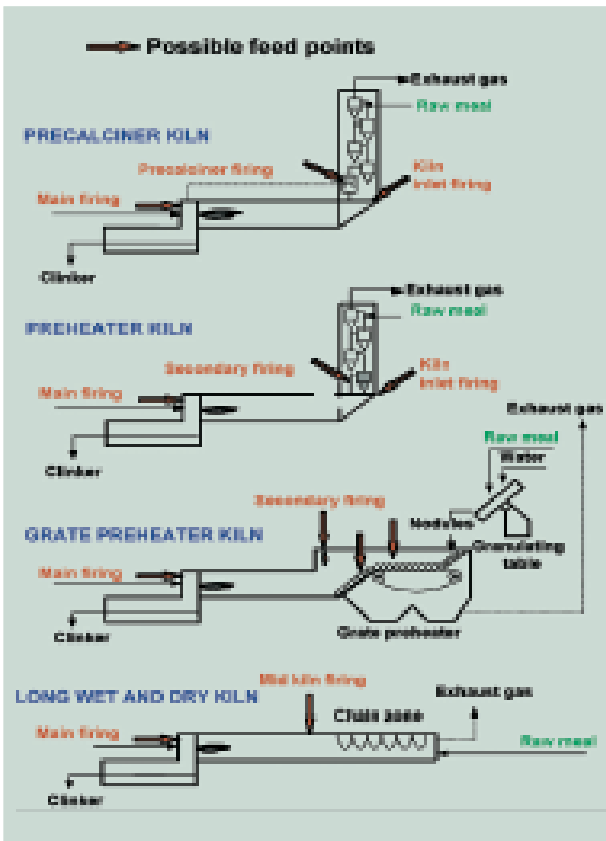 Possible feed points
Exhaust gas
Raw meal
PRECALCINER KILN
Precalciner firing
Kiln
inlet firing
Main firing
Clinker
Exhaust gas
Raw meal
PREHEATER KILN
Secondary firing
Kiln
inlet firing
Main firing
Clinker
Exhaust gas
Raw meal
Water
Secondary firing
Nodules
GRATE PREHEATER KILN
Granulating
table
Main firing
Clinker
Grate preheater
Mid kiln firing
LONG WET AND DRY KILN
Exhaust gas
Chain zone
Main firing
Raw meal
Clinker